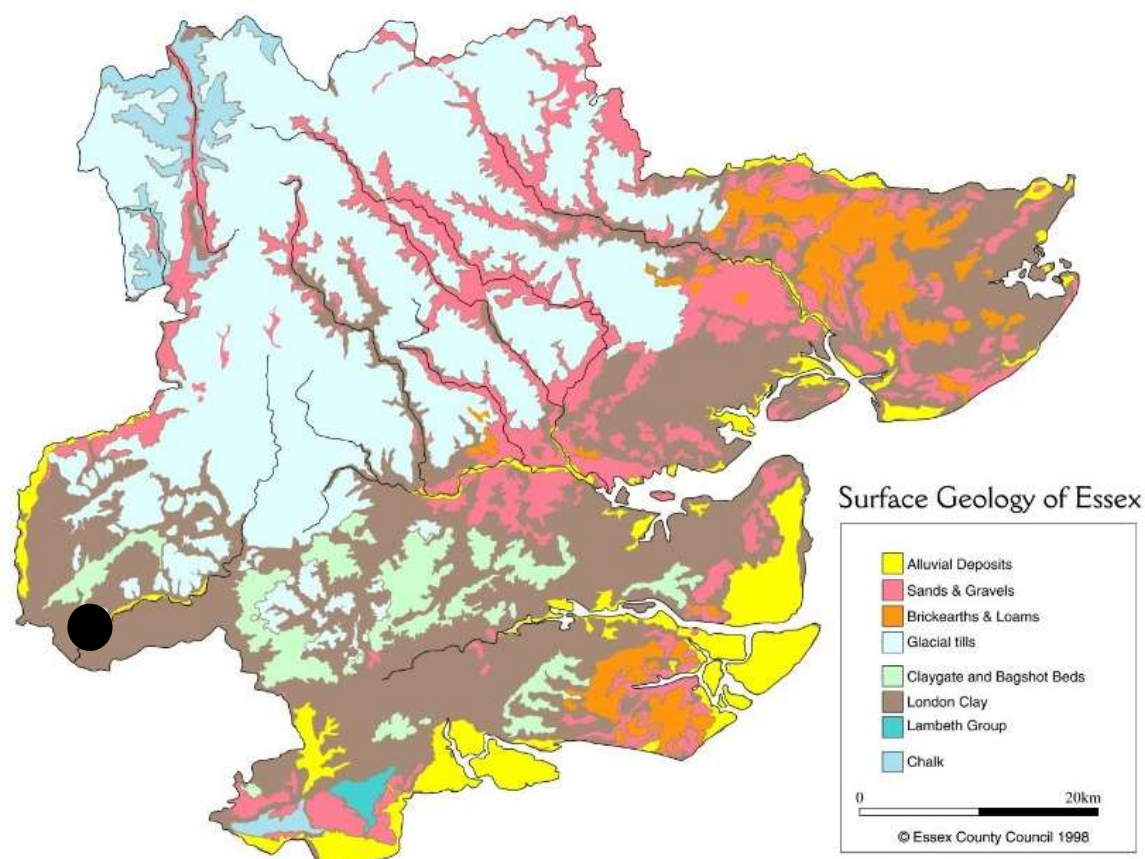 Surface Geology of Essex
Alluvial Deposits
Sands & Gravels
Brickearths & Loams
Glacial tills
Claygate and Bagshot Beds
London Clay
Lambeth Group
Chalk
0 20km
© Essex County Council 1998